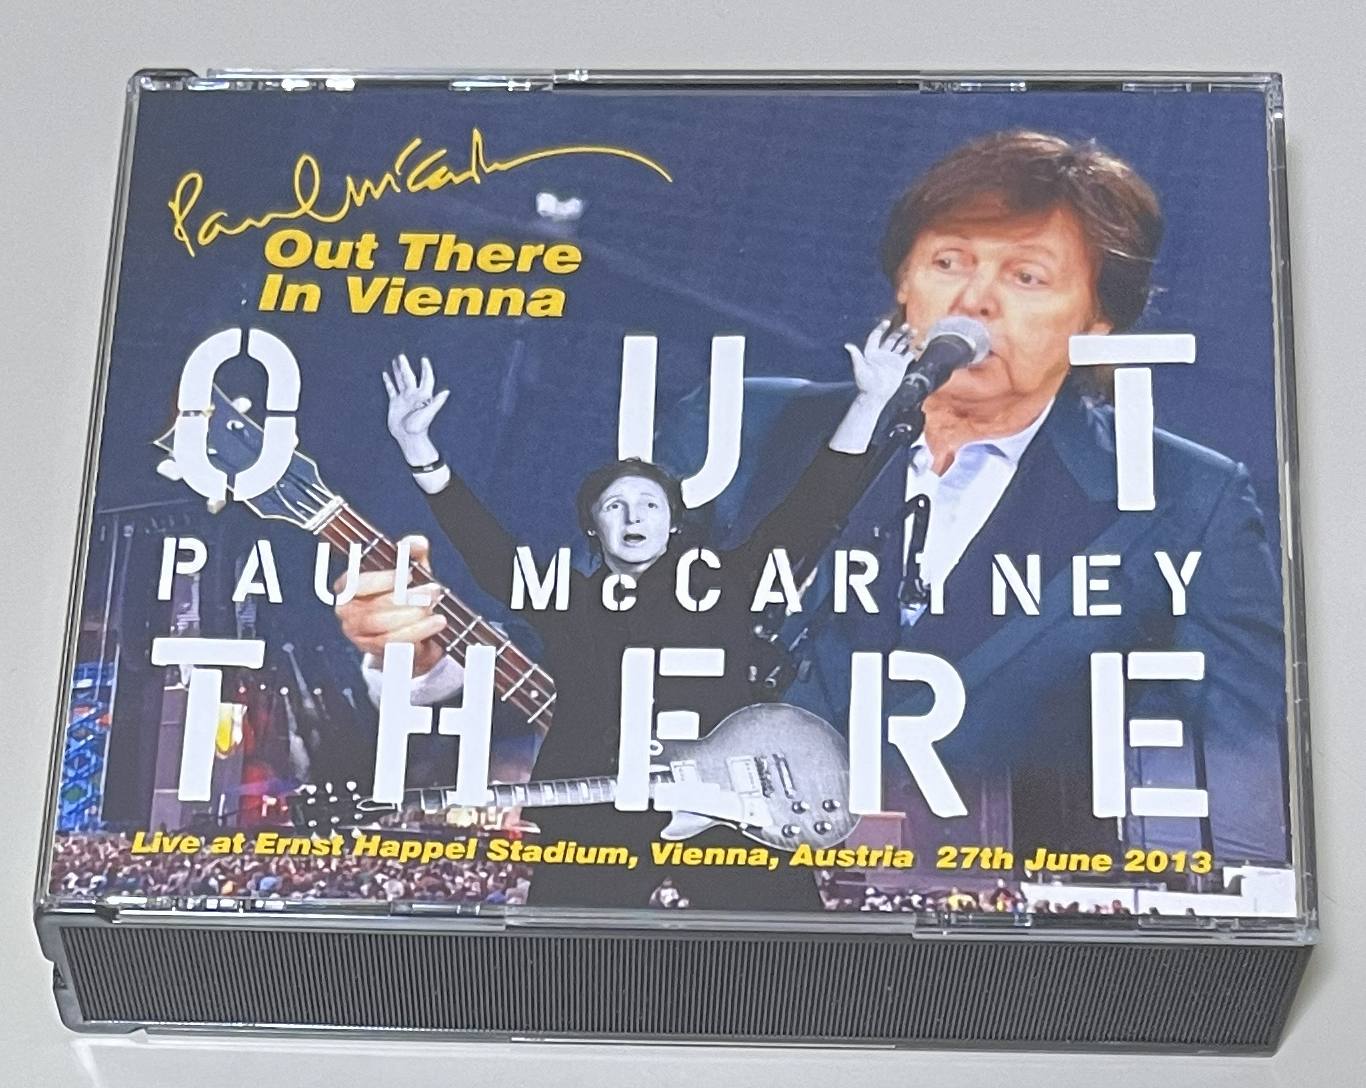 Paul McCartney
Out There
In Vienna
OUT
PAUL McCARTNEY
THERE
Live at Ernst Happel Stadium, Vienna, Austria 27th June 2013